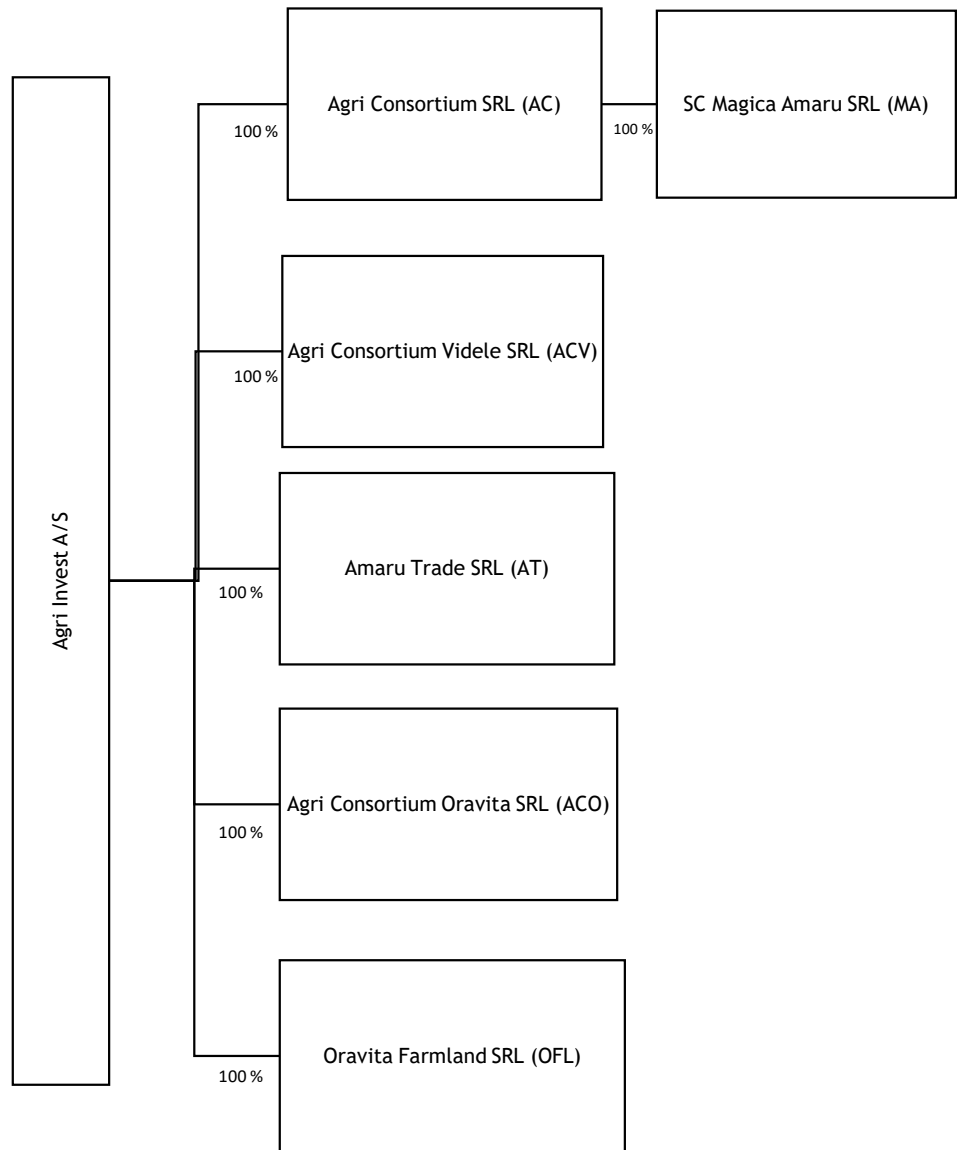 Agri Invest A/S
100 %
Agri Consortium SRL (AC)
100 %
SC Magica Amaru SRL (MA)
100 %
Agri Consortium Videle SRL (ACV)
100 %
Amaru Trade SRL (AT)
100 %
Agri Consortium Oravita SRL (ACO)
100 %
Oravita Farmland SRL (OFL)